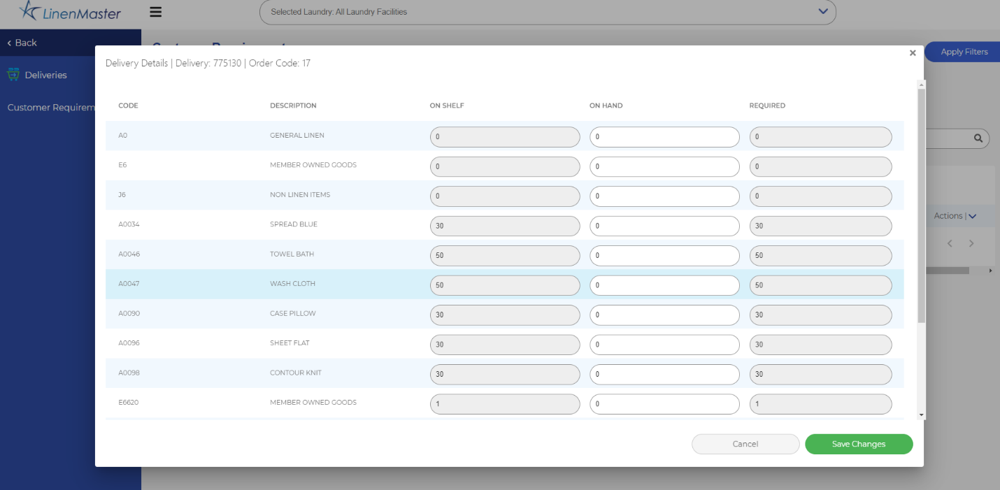 LinenMaster
Selected Laundry: All Laundry Facilities
Back
Apply Filters
Deliveries
Delivery Details | Delivery: 775130 | Order Code: 17
Customer Requirem
CODE DESCRIPTION ON SHELF ON HAND REQUIRED
A0 GENERAL LINEN 0 0 0
E6 MEMBER OWNED GOODS 0 0 0
J6 NON LINEN ITEMS 0 0 0
A0034 SPREAD BLUE 30 0 30
Actions |
A0046 TOWEL BATH 50 0 50
A0047 WASH CLOTH 50 0 50
A0090 CASE PILLOW 30 0 30
A0096 SHEET FLAT 30 0 30
A0098 CONTOUR KNIT 30 0 30
E6620 MEMBER OWNED GOODS 1 0 1
Cancel Save Changes